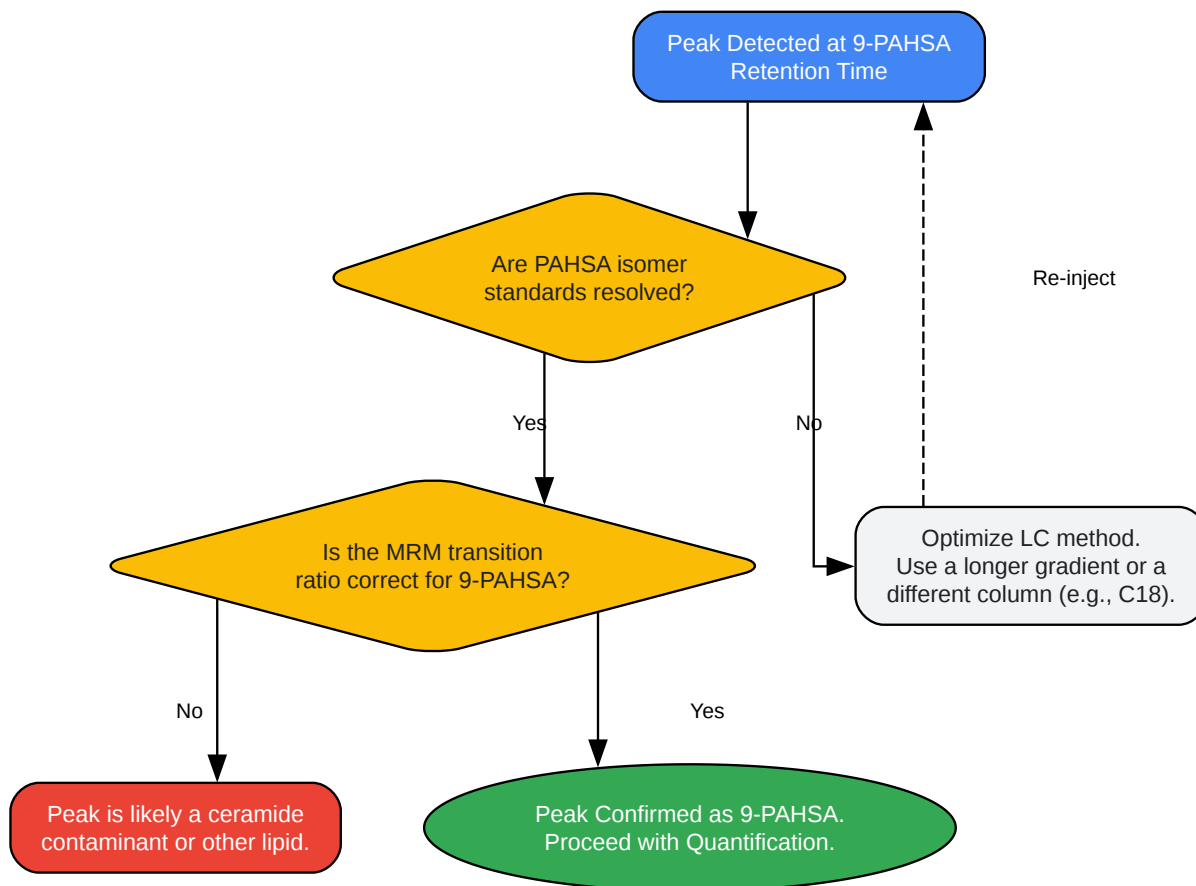 Peak Detected at 9-PAHSA
Retention Time
Are PAHSA isomer
standards resolved?
Re-inject
Yes
No
Is the MRM transition
ratio correct for 9-PAHSA?
Optimize LC method.
Use a longer gradient or a
different column (e.g., C18).
No
Yes
Peak is likely a ceramide
contaminant or other lipid.
Peak Confirmed as 9-PAHSA.
Proceed with Quantification.